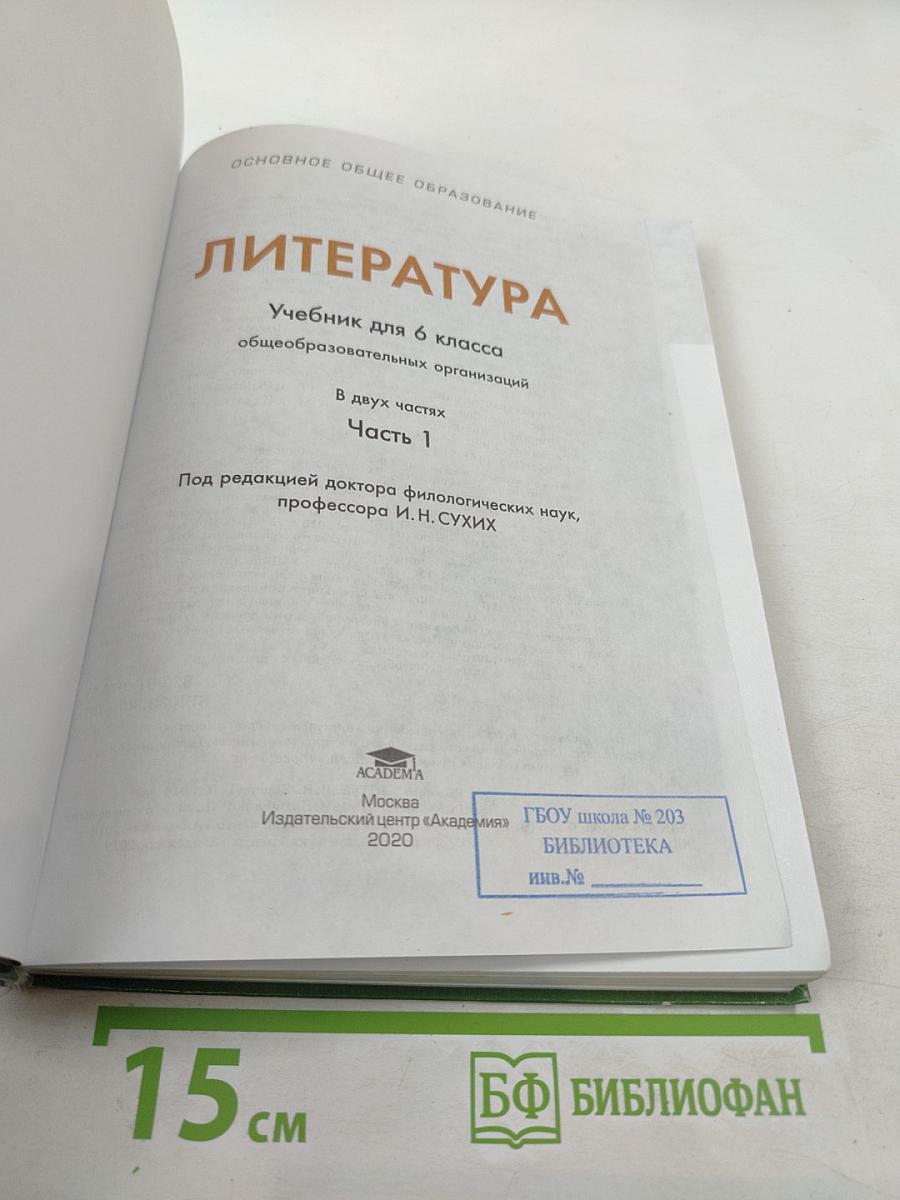 ОСНОВНОЕ ОБЩЕЕ ОБРАЗОВАНИЕ
ЛИТЕРАТУРА
Учебник для 6 класса
общеобразовательных организаций
В двух частях
Часть 1
Под редакцией доктора филологических наук,
профессора И. Н. СУХИХ
ACADEMA
Москва
Издательский центр «Академия»
2020
ГБОУ школа № 203
БИБЛИОТЕКА
инв.№
15 см
БФ БИБЛИОФАН